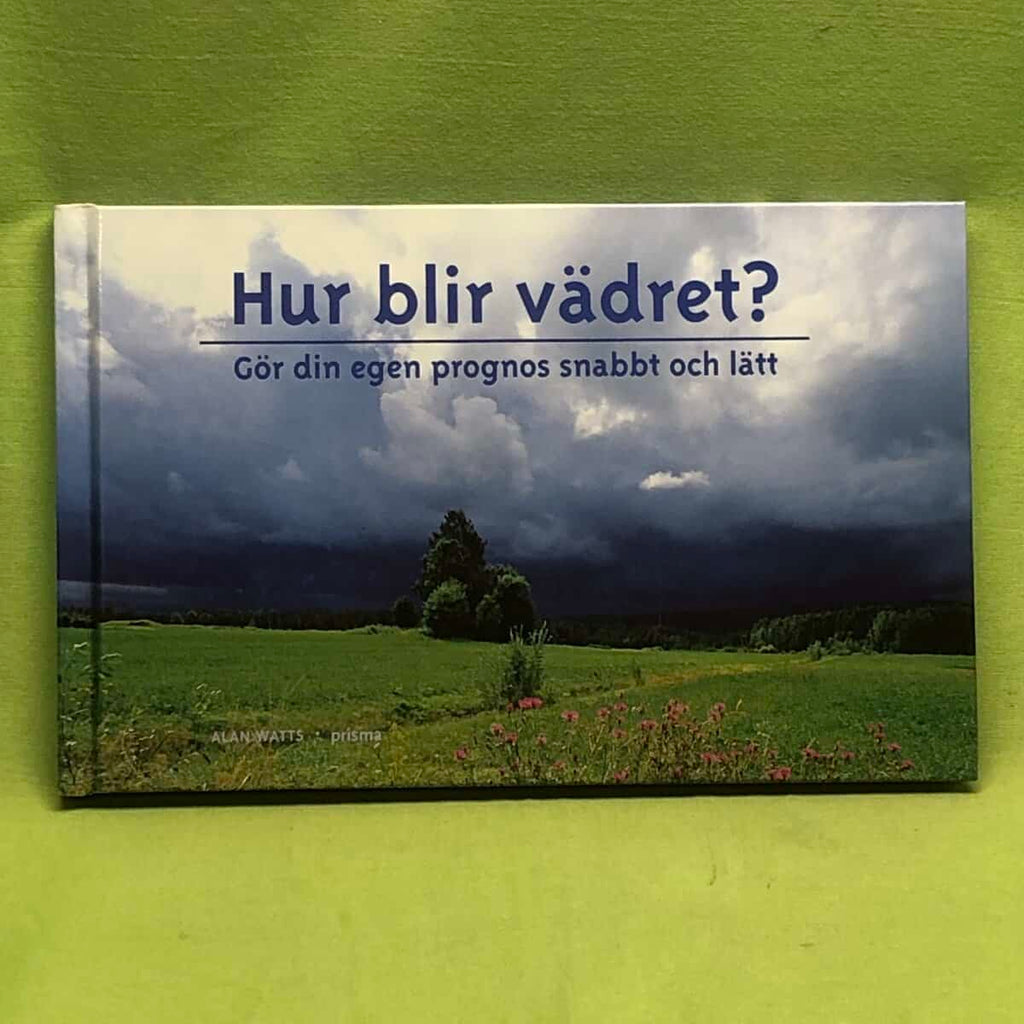 Hur blir vädret?
Gör din egen prognos snabbt och lätt
ALAN WATTS · prisma